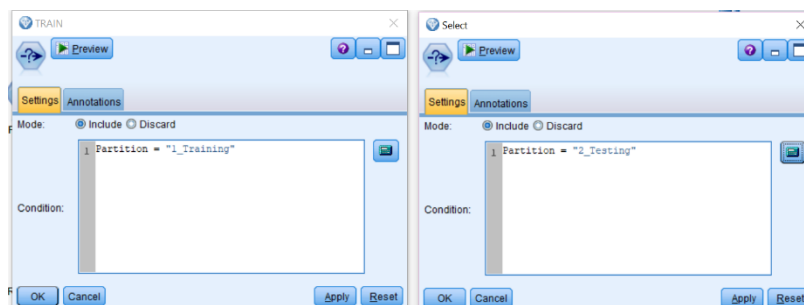 TRAIN
Preview
Settings Annotations
Mode: Include Discard
1 Partition = "1_Training"
Condition:
OK Cancel Apply Reset
Select
Preview
Settings Annotations
Mode: Include Discard
1 Partition = "2_Testing"
Condition:
OK Cancel Apply Reset